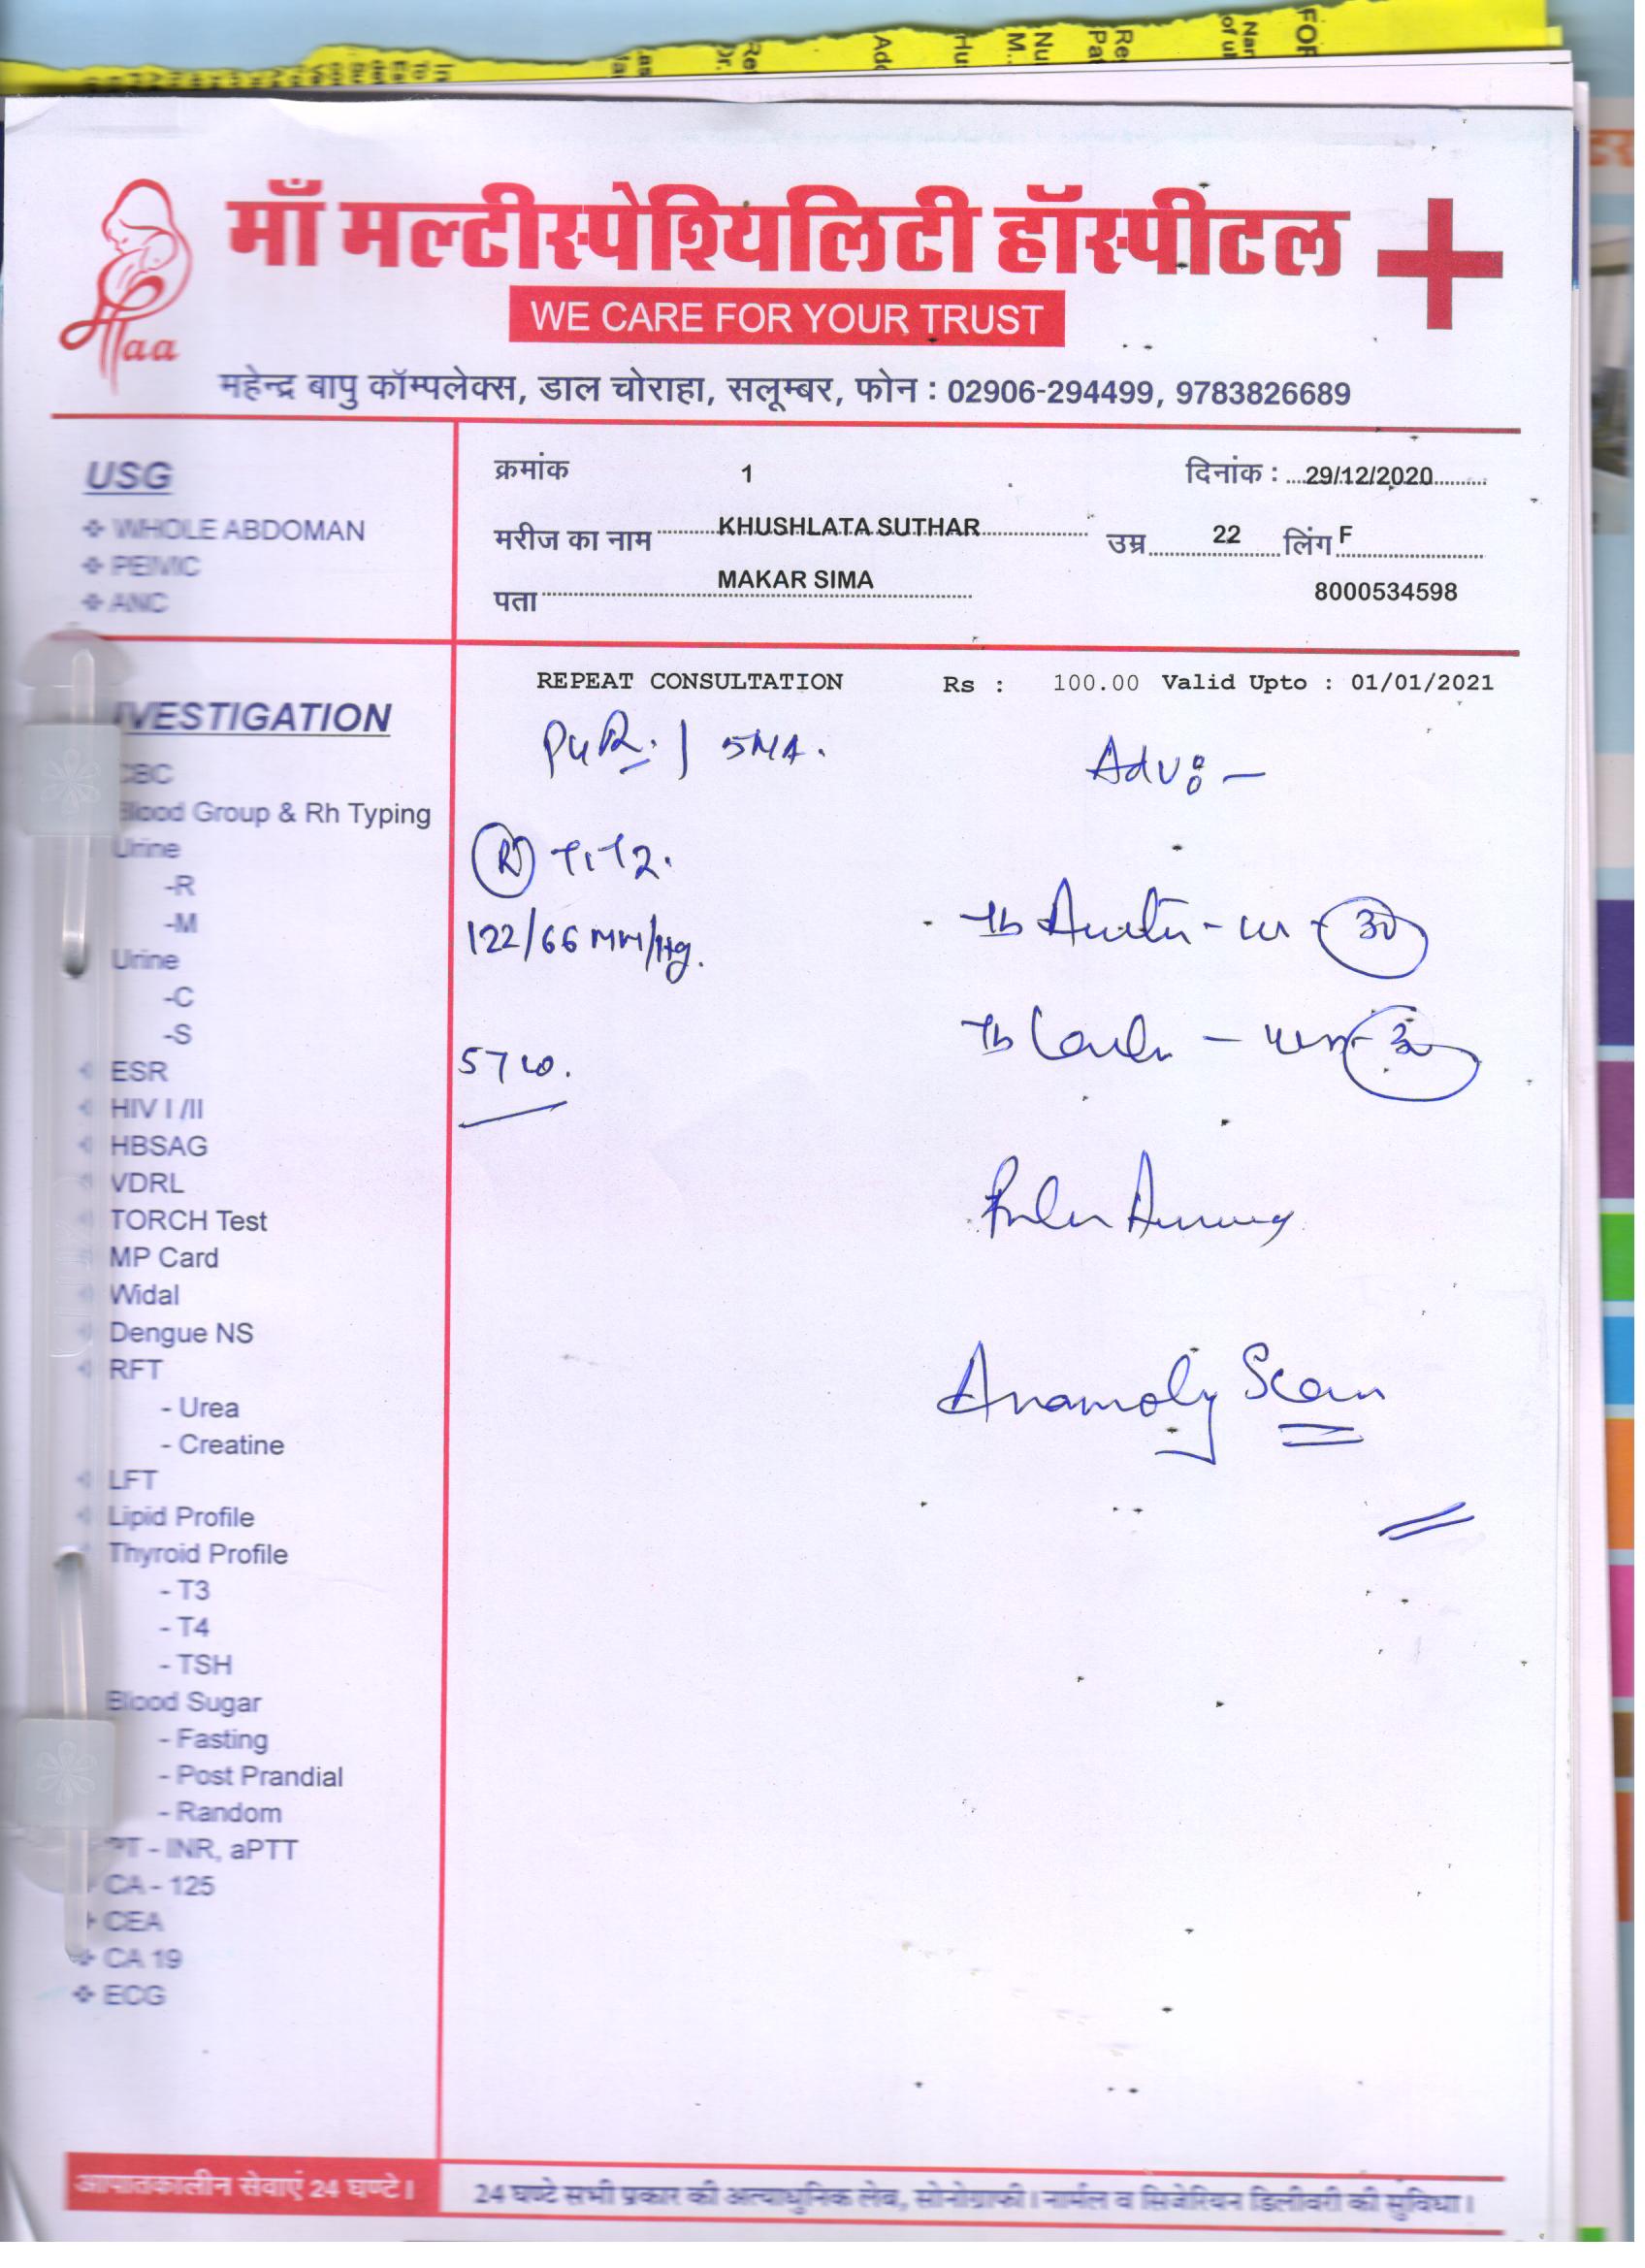 माँ मल्टीस्पेश्यिलिटी हॉस्पीटल
Maa
WE CARE FOR YOUR TRUST
महेन्द्र बापु कॉम्पलेक्स, डाल चोराहा, सलूम्बर, फोन : 02906-294499, 9783826689
USG
WHOLE ABDOMAN
PELVIC
ANC
क्रमांक 1 दिनांक : 29/12/2020
मरीज का नाम KHUSHLATA SUTHAR उम्र 22 लिंग F
पता MAKAR SIMA 8000534598
REPEAT CONSULTATION Rs : 100.00 Valid Upto : 01/01/2021
5MA.
Adv:-
122/66 MM/Hg.
Anamoly Scan
VESTIGATION
CBC
Blood Group & Rh Typing
Urine
-R
-M
Urine
-C
-S
ESR
HIV I /II
HBSAG
VDRL
TORCH Test
MP Card
Widal
Dengue NS
RFT
- Urea
- Creatine
LFT
Lipid Profile
Thyroid Profile
- T3
- T4
- TSH
Blood Sugar
- Fasting
- Post Prandial
- Random
PT - INR, aPTT
CA - 125
CEA
CA 19
ECG
आपातकालीन सेवाएं 24 घण्टे।
24 घण्टे सभी प्रकार की अत्याधुनिक लेब, सोनोग्राफी। नार्मल व सिजेरियन डिलीवरी की सुविधा।